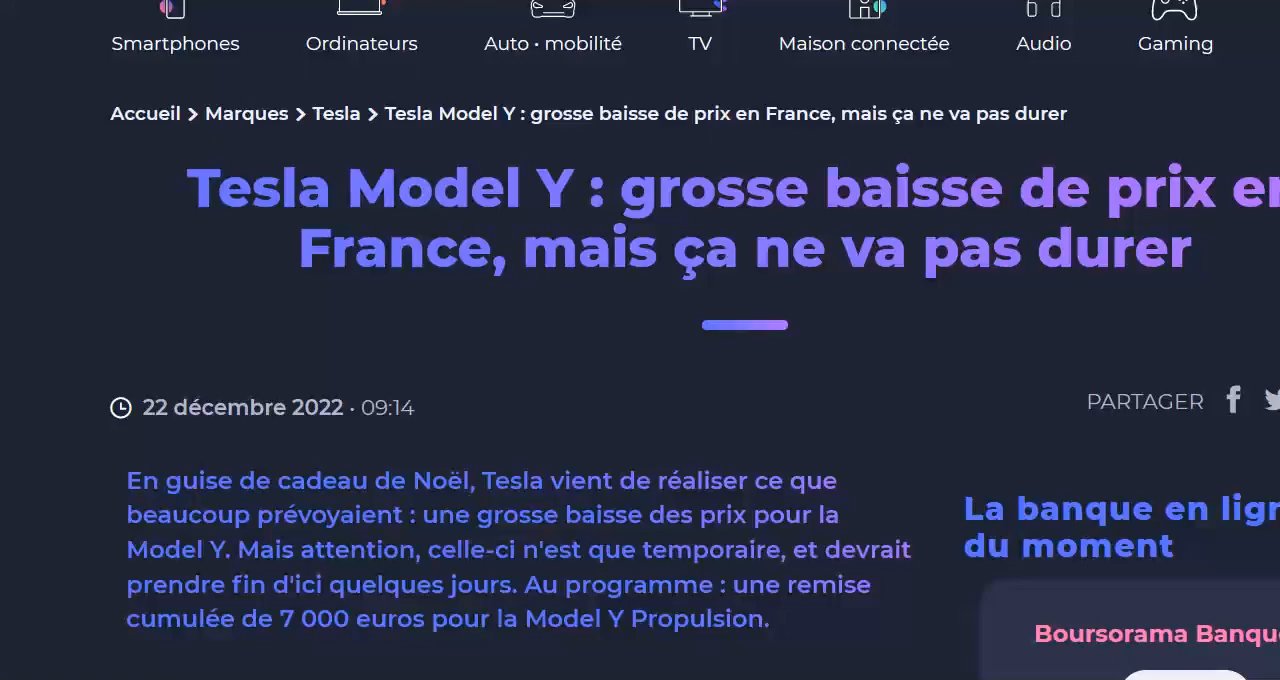 Smartphones Ordinateurs Auto • mobilité TV Maison connectée Audio Gaming
Accueil > Marques > Tesla > Tesla Model Y : grosse baisse de prix en France, mais ça ne va pas durer
Tesla Model Y : grosse baisse de prix en
France, mais ça ne va pas durer
22 décembre 2022 • 09:14
PARTAGER
En guise de cadeau de Noël, Tesla vient de réaliser ce que
beaucoup prévoyaient : une grosse baisse des prix pour la
Model Y. Mais attention, celle-ci n'est que temporaire, et devrait
prendre fin d'ici quelques jours. Au programme : une remise
cumulée de 7 000 euros pour la Model Y Propulsion.
La banque en lign
du moment
Boursorama Banqu